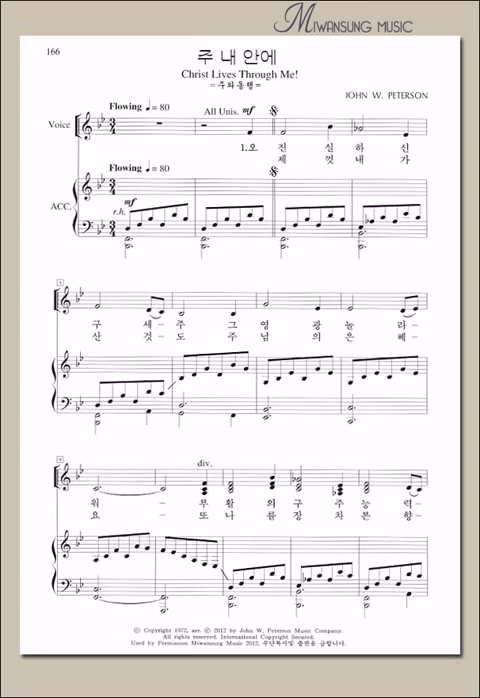 MIWANSUNG MUSIC
166
주 내 안에
Christ Lives Through Me!
=주와동행=
JOHN W. PETERSON
Flowing ♩= 80
All Unis. mf
Voice
1.오 진 실 하 신
제 껏 내 가
Flowing ♩= 80
ACC.
mf
r.h.
5
구 세– 주 그 영 광 놀 라–
산 것– 도 주 님 의 은 혜–
9
div.
워 – 부 활 의 구 주 능 력–
요 – 또 나 를 장 차 본 향–
© Copyright 1972, arr. © 2012 by John W. Peterson Music Company.
All rights reserved. International Copyright Secured.
Used by Permission Miwansung Music 2012, 무단복사및 출판을 금합니다.